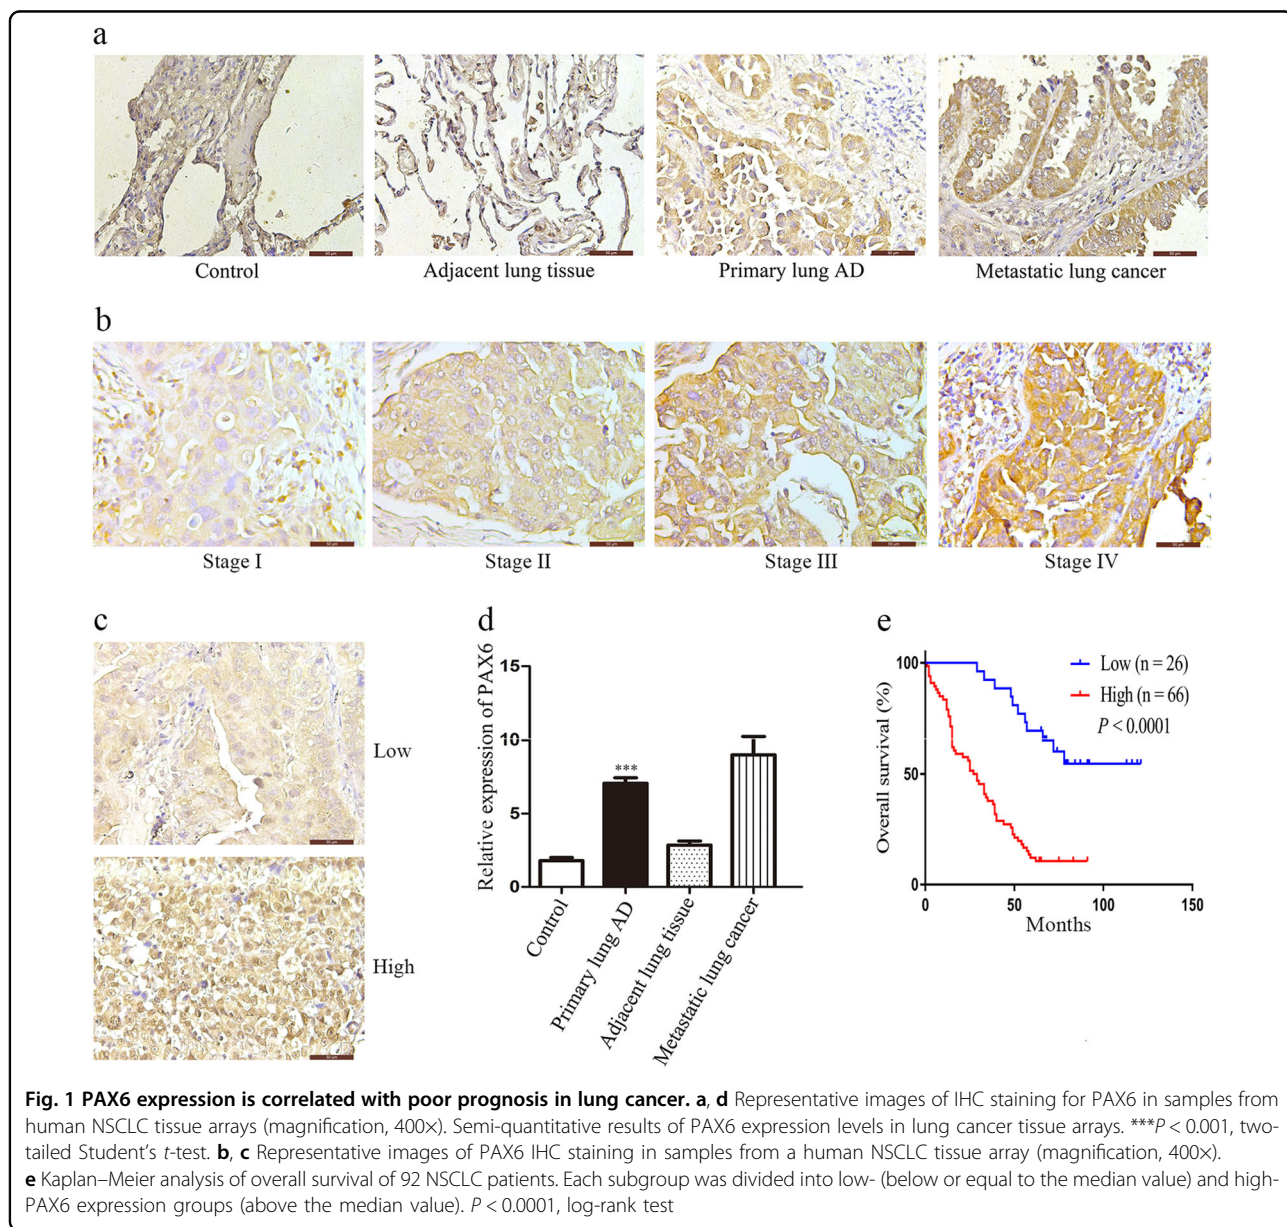 a
Control
Adjacent lung tissue
Primary lung AD
Metastatic lung cancer
b
Stage I
Stage II
Stage III
Stage IV
c
Low
High
d
Relative expression of PAX6
15
10
5
0
***
Control
Primary lung AD
Adjacent lung tissue
Metastatic lung cancer
e
Overall survival (%)
100
50
0
0
50
100
150
Months
Low (n = 26)
High (n = 66)
P < 0.0001
Fig. 1 PAX6 expression is correlated with poor prognosis in lung cancer. a, d Representative images of IHC staining for PAX6 in samples from
human NSCLC tissue arrays (magnification, 400×). Semi-quantitative results of PAX6 expression levels in lung cancer tissue arrays. ***P < 0.001, two-
tailed Student's t-test. b, c Representative images of PAX6 IHC staining in samples from a human NSCLC tissue array (magnification, 400×).
e Kaplan–Meier analysis of overall survival of 92 NSCLC patients. Each subgroup was divided into low- (below or equal to the median value) and high-
PAX6 expression groups (above the median value). P < 0.0001, log-rank test